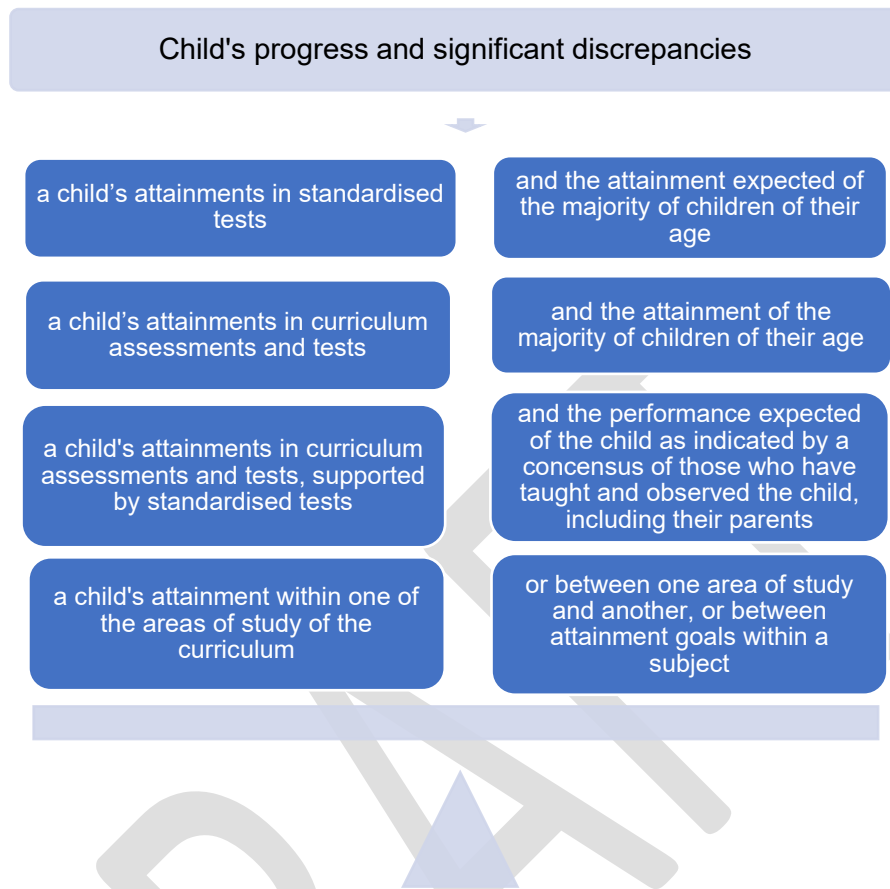 Child's progress and significant discrepancies
a child’s attainments in standardised
tests
and the attainment expected of
the majority of children of their
age
a child’s attainments in curriculum
assessments and tests
and the attainment of the
majority of children of their age
a child's attainments in curriculum
assessments and tests, supported
by standardised tests
and the performance expected
of the child as indicated by a
concensus of those who have
taught and observed the child,
including their parents
a child's attainment within one of
the areas of study of the
curriculum
or between one area of study
and another, or between
attainment goals within a
subject